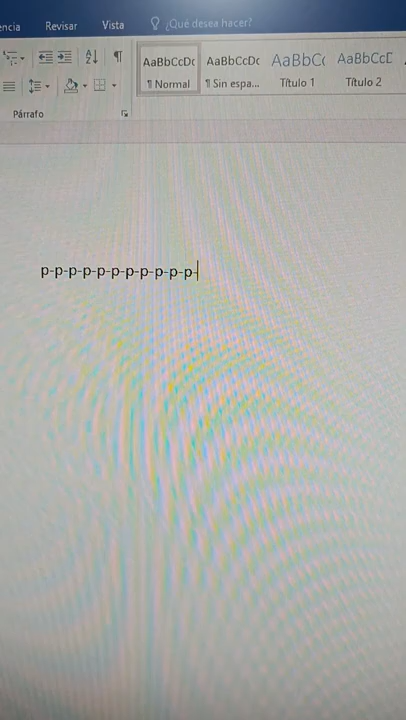 encia Revisar Vista ¿Qué desea hacer?
AaBbCcDc AaBbCcDc AaBbC( AaBbCcD
¶ Normal ¶ Sin espa... Título 1 Título 2
Párrafo
p-p-p-p-p-p-p-p-p-p-p-